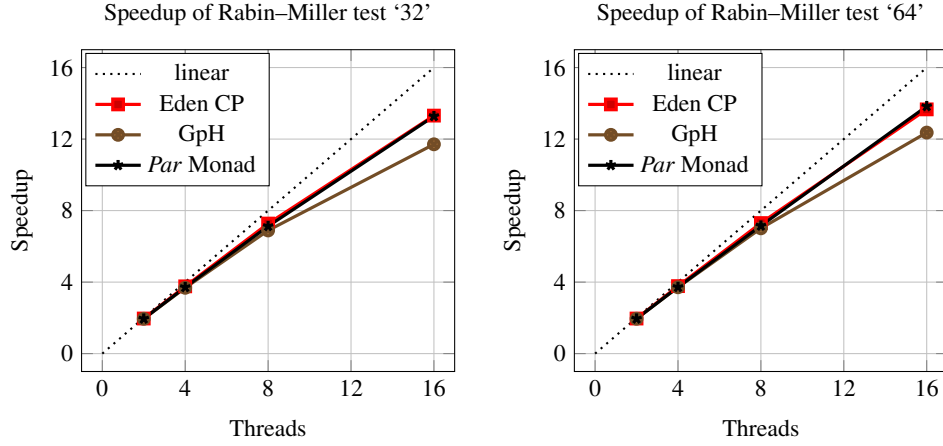 Speedup of Rabin–Miller test ‘32’
16
12
8
4
0
Speedup
linear
Eden CP
GpH
Par Monad
0 4 8 12 16
Threads
Speedup of Rabin–Miller test ‘64’
16
12
8
4
0
Speedup
linear
Eden CP
GpH
Par Monad
0 4 8 12 16
Threads